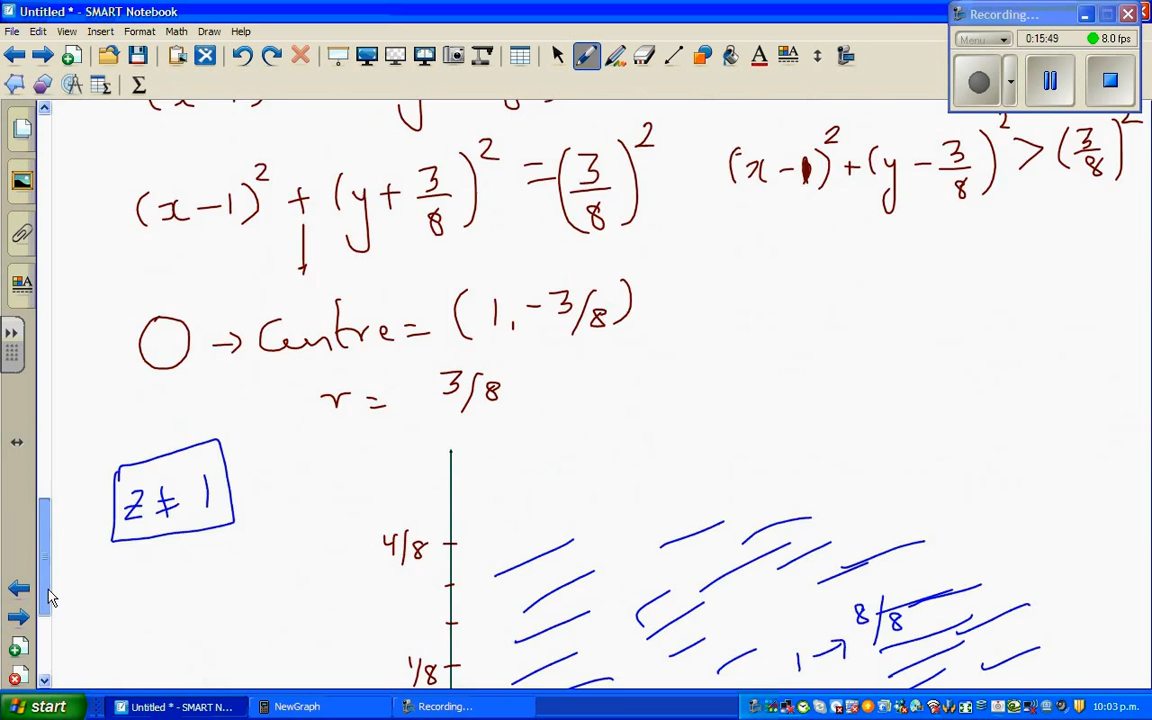 Untitled * - SMART Notebook
File Edit View Insert Format Math Draw Help
Recording...
Menu
0:15:49
8.0 fps
(x-1)² + (y + 3/8)² = (3/8)²
(x-1)² + (y - 3/8)² > (3/8)²
→ Centre = (1, -3/8)
r = 3/8
z ≠ 1
4/8
1/8
1 → 8/8
start
Untitled * - SMART N...
NewGraph
Recording...
10:03 p.m.